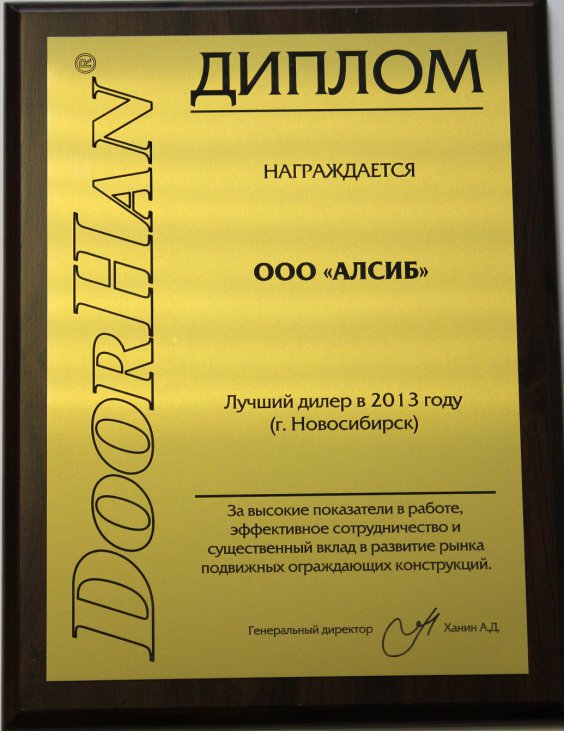 DOORHAN®
ДИПЛОМ
НАГРАЖДАЕТСЯ
ООО «АЛСИБ»
Лучший дилер в 2013 году
(г. Новосибирск)
За высокие показатели в работе,
эффективное сотрудничество и
существенный вклад в развитие рынка
подвижных ограждающих конструкций.
Генеральный директор Ханин А.Д.